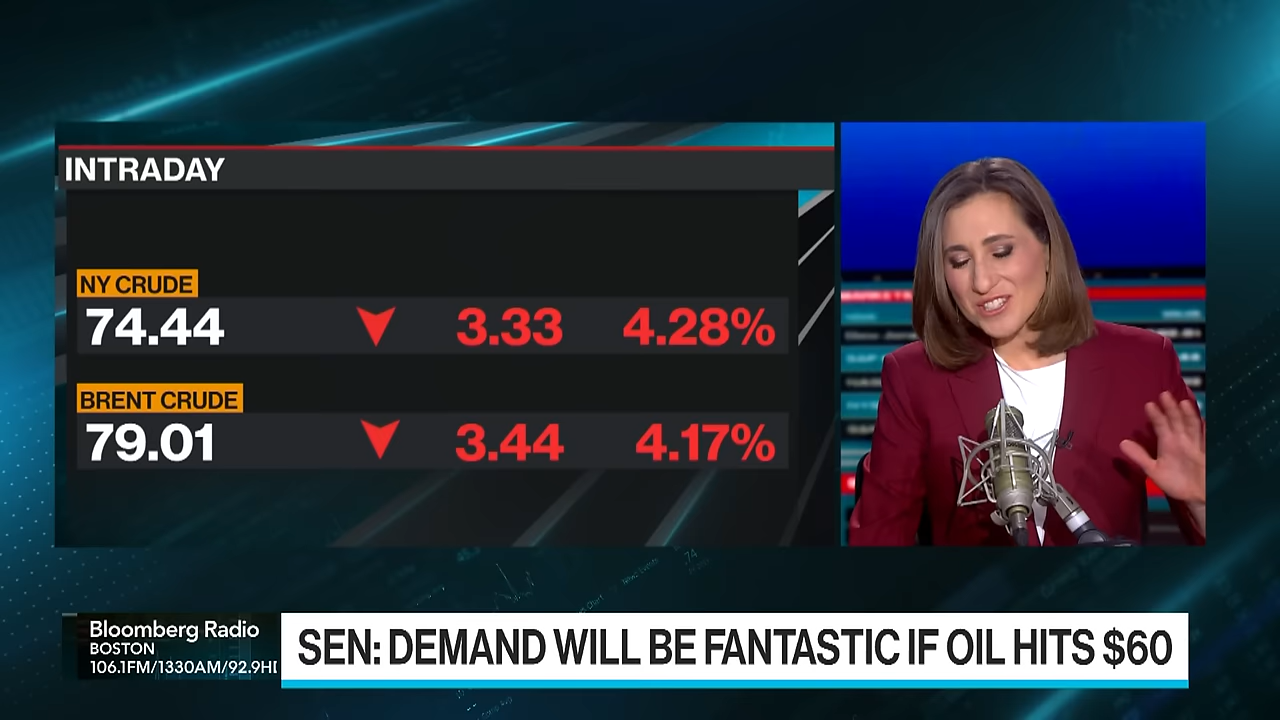 INTRADAY
NY CRUDE
74.44 3.33 4.28%
BRENT CRUDE
79.01 3.44 4.17%
Bloomberg Radio
BOSTON
106.1FM/1330AM/92.9HD
SEN: DEMAND WILL BE FANTASTIC IF OIL HITS $60